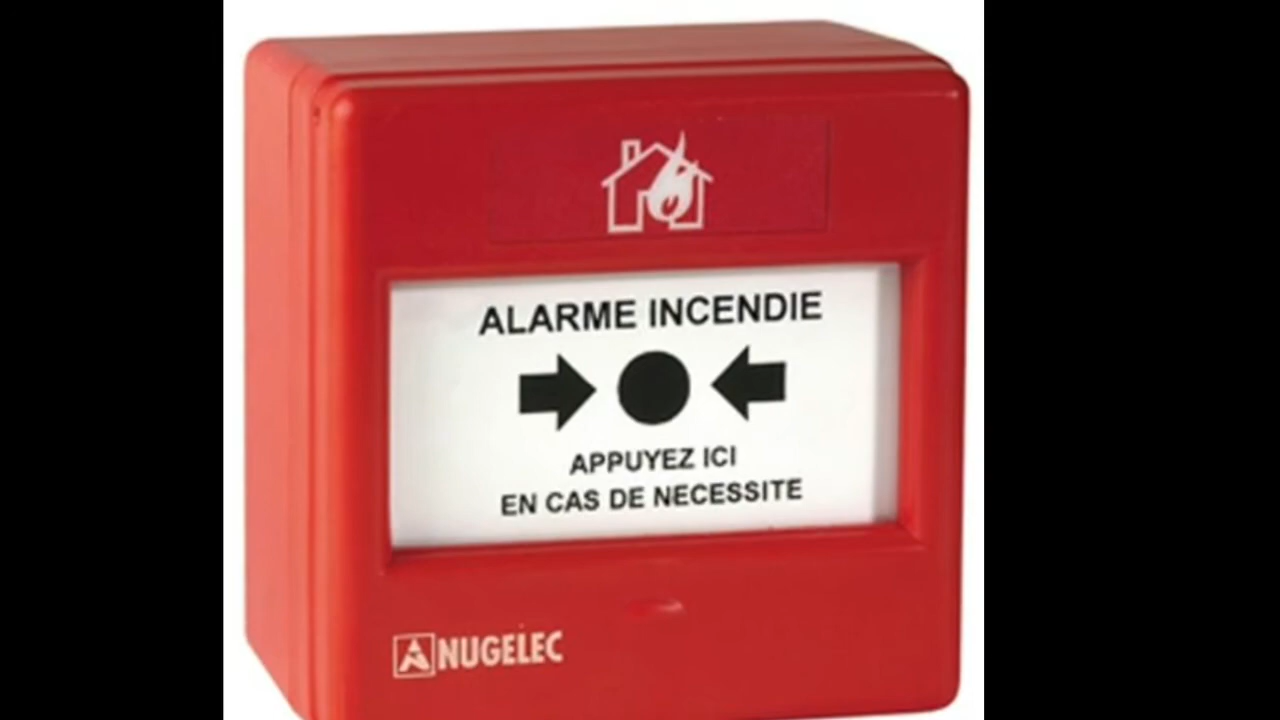 ALARME INCENDIE
APPUYEZ ICI
EN CAS DE NECESSITE
NUGELEC